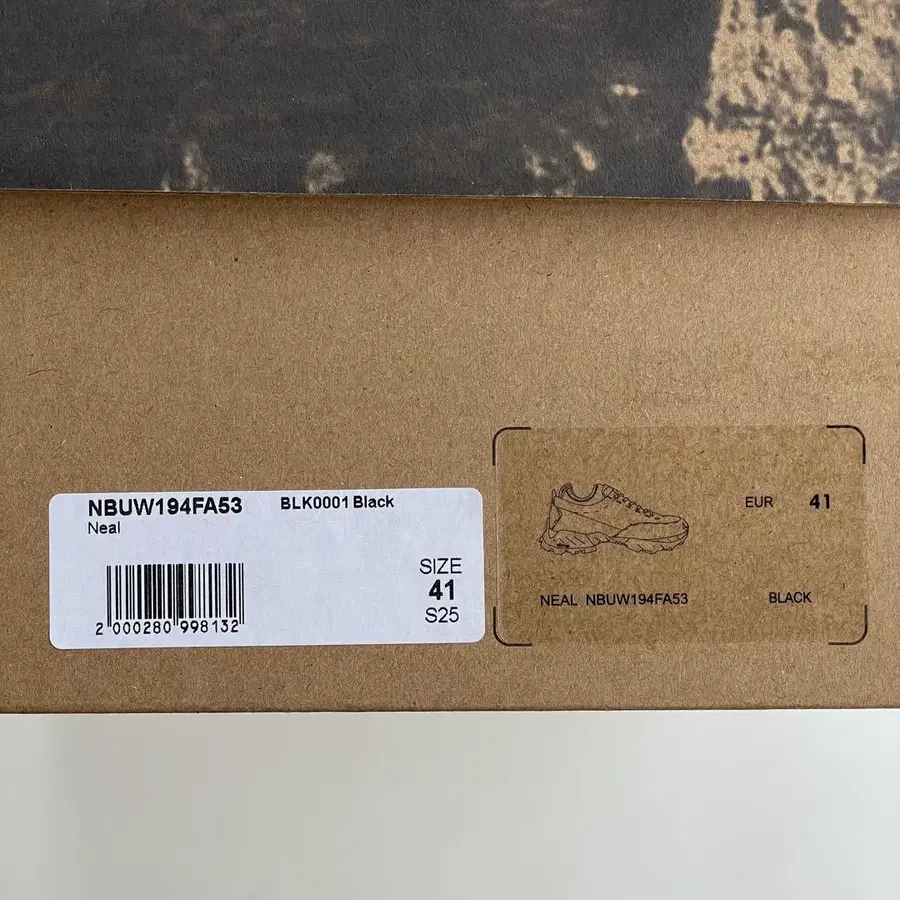 NBUW194FA53 BLK0001 Black
Neal
SIZE
41
S25
2 000280 998132
EUR 41
NEAL NBUW194FA53 BLACK